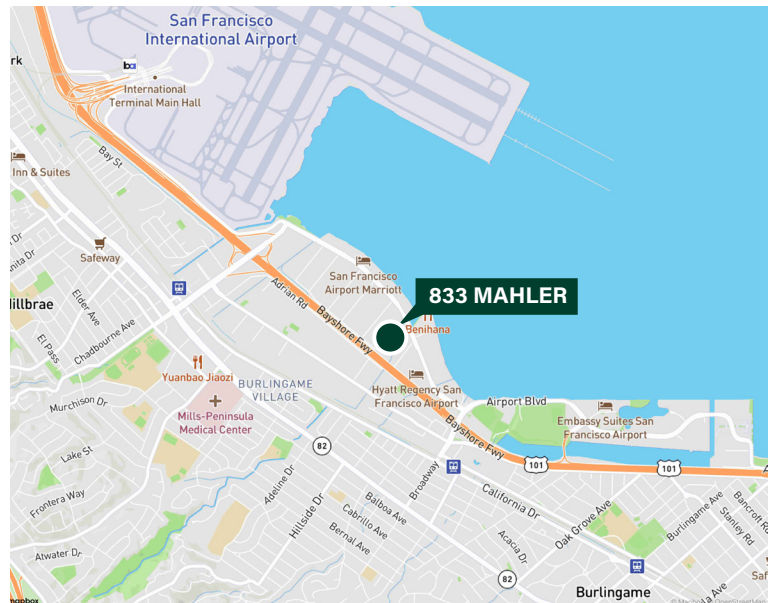 San Francisco
International Airport
rk
International
Terminal Main Hall
Bay St
Inn & Suites
Safeway
Elder Ave
illbrae
El Pass
Chadbourne Ave
Adrian Rd
San Francisco
Airport Marriott
833 MAHLER
Benihana
Bayshore Fwy
Yuanbao Jiaozi
BURLINGAME
VILLAGE
Mills-Peninsula
Medical Center
Murchison Dr
Hyatt Regency San
Francisco Airport
Airport Blvd
Embassy Suites San
Francisco Airport
Bayshore Fwy
82
101
101
Lake St
Frontera Way
Atwater Dr
Adeline Dr
Hillside Dr
Balboa Ave
Cabrillo Ave
Bernal Ave
Broadway
California Dr
Acacia Dr
Oak Grove Ave
Burlingame Ave
Bancroft Rd
Stanley Rd
82
Burlingame
Saf
mapbox